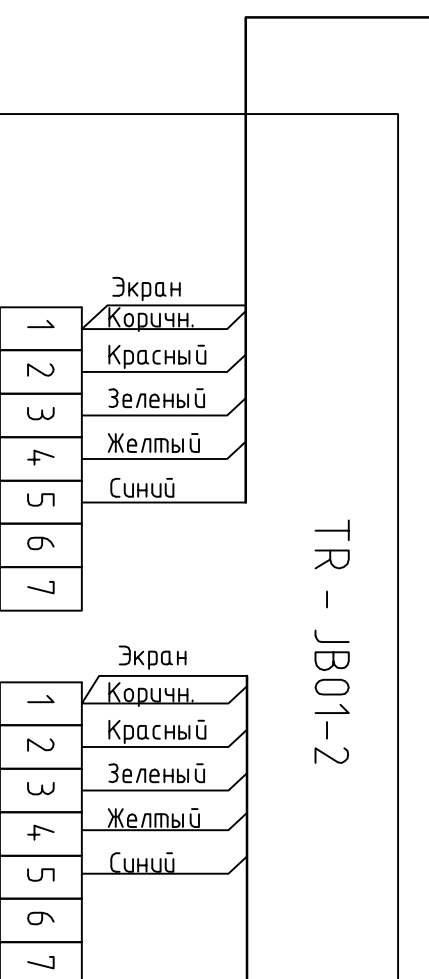 Экран
1 Коричн.
2 Красный
3 Зеленый
4 Желтый
5 Синий
6
7
TR - JB01-2
Экран
1 Коричн.
2 Красный
3 Зеленый
4 Желтый
5 Синий
6
7